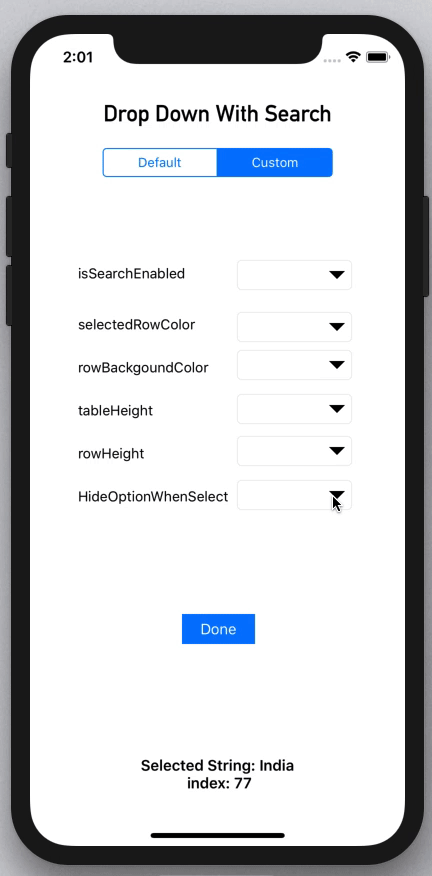 2:01
Drop Down With Search
Default
Custom
isSearchEnabled
selectedRowColor
rowBackgoundColor
tableHeight
rowHeight
HideOptionWhenSelect
Done
Selected String: India
index: 77